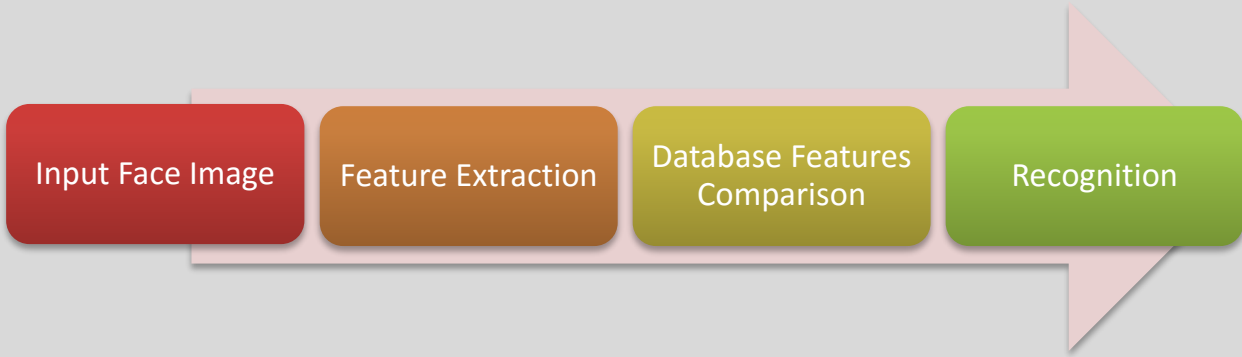 Input Face Image
Feature Extraction
Database Features
Comparison
Recognition